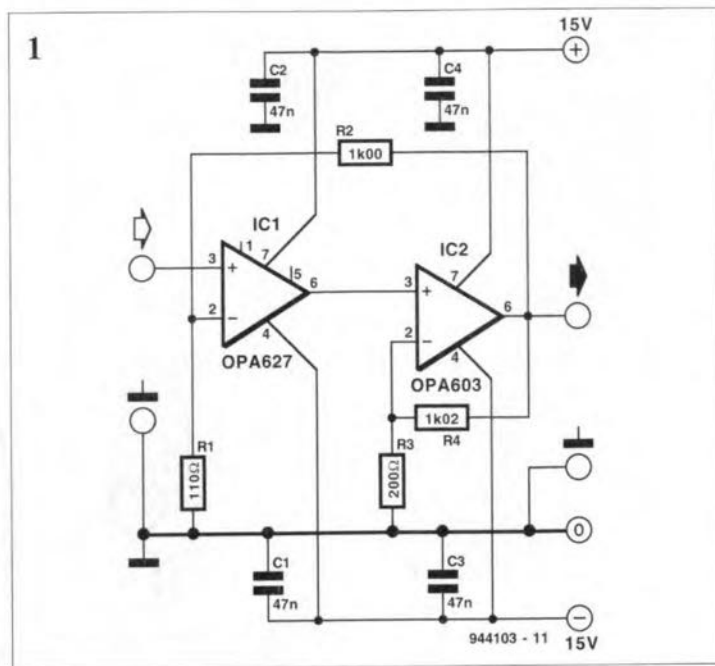 1
15V
+
C2
47n
C4
47n
R2
1k00
IC1
IC2
1
7
3
+
5
6
2
−
4
OPA627
7
3
+
6
2
−
4
OPA603
1k02
R4
R1
110Ω
R3
200Ω
0
C1
47n
C3
47n
944103 - 11
−
15V